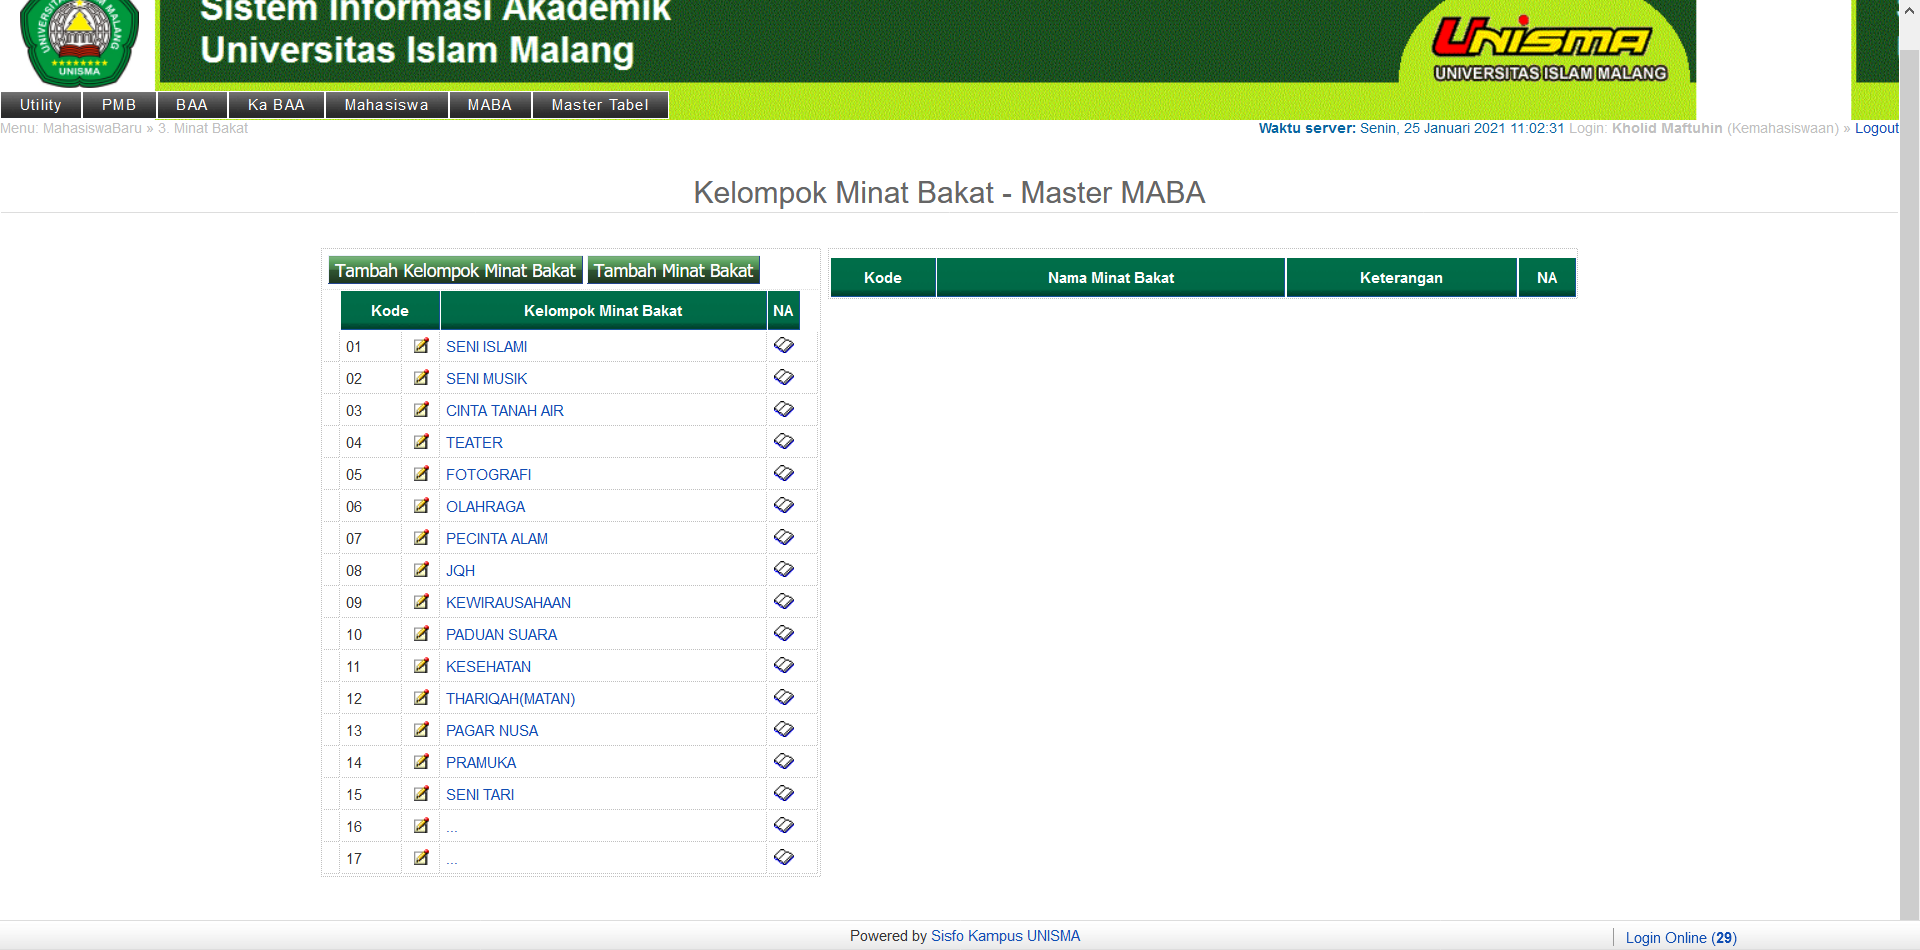 Sistem Informasi Akademik
Universitas Islam Malang
UNIVERSITAS ISLAM MALANG
UNISMA
UNISMA
UNIVERSITAS ISLAM MALANG
Utility PMB BAA Ka BAA Mahasiswa MABA Master Tabel
Menu: MahasiswaBaru » 3. Minat Bakat
Waktu server: Senin, 25 Januari 2021 11:02:31 Login: Kholid Maftuhin (Kemahasiswaan) » Logout
Kelompok Minat Bakat - Master MABA
Tambah Kelompok Minat Bakat Tambah Minat Bakat
Kode Kelompok Minat Bakat NA
01 SENI ISLAMI
02 SENI MUSIK
03 CINTA TANAH AIR
04 TEATER
05 FOTOGRAFI
06 OLAHRAGA
07 PECINTA ALAM
08 JQH
09 KEWIRAUSAHAAN
10 PADUAN SUARA
11 KESEHATAN
12 THARIQAH(MATAN)
13 PAGAR NUSA
14 PRAMUKA
15 SENI TARI
16 ...
17 ...
Kode Nama Minat Bakat Keterangan NA
Powered by Sisfo Kampus UNISMA
Login Online (29)